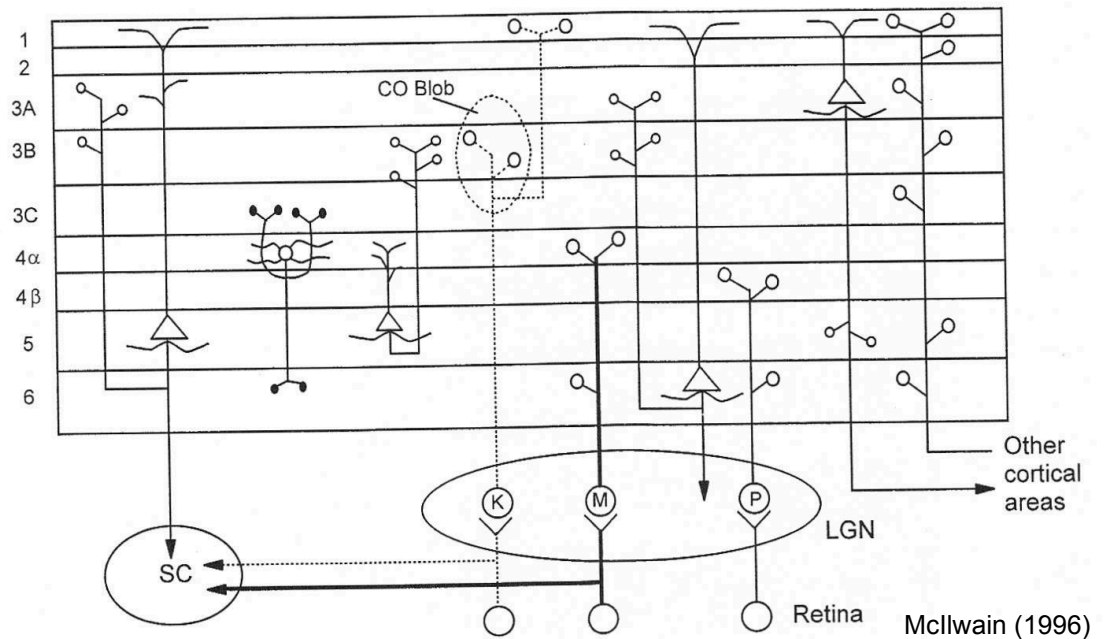 1
2
3A
3B
3C
4α
4β
5
6
CO Blob
K
M
P
LGN
SC
Retina
Other
cortical
areas
McIlwain (1996)